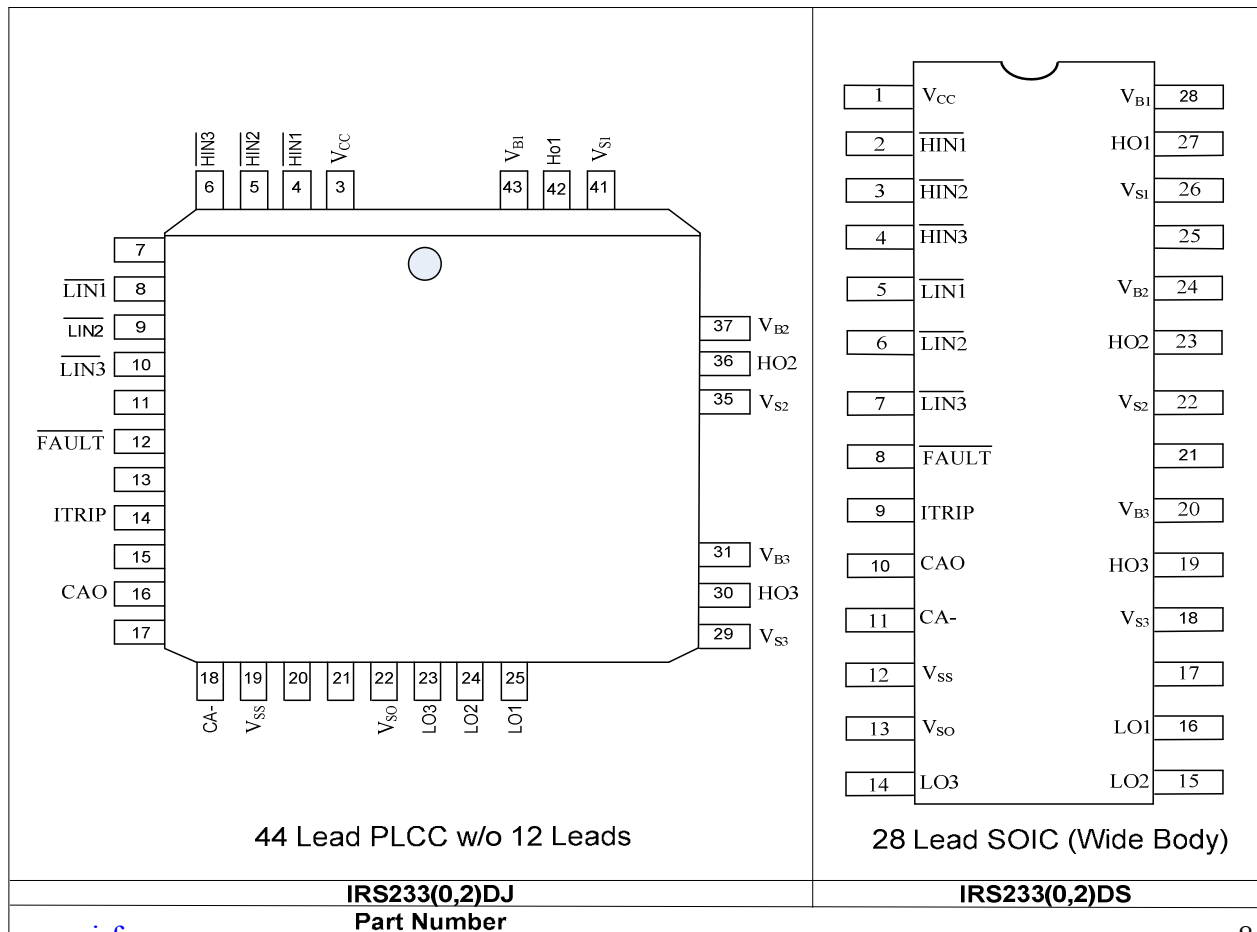 HIN3 HIN2 HIN1 VCC VB1 Ho1 VS1
6 5 4 3 43 42 41
7
LIN1 8
LIN2 9
LIN3 10
11
FAULT 12
13
ITRIP 14
15
CAO 16
17
37 VB2
36 HO2
35 VS2
31 VB3
30 HO3
29 VS3
18 19 20 21 22 23 24 25
CA- VSS VSO LO3 LO2 LO1
44 Lead PLCC w/o 12 Leads
1 VCC VB1 28
2 HIN1 HO1 27
3 HIN2 VS1 26
4 HIN3 25
5 LIN1 VB2 24
6 LIN2 HO2 23
7 LIN3 VS2 22
8 FAULT 21
9 ITRIP VB3 20
10 CAO HO3 19
11 CA- VS3 18
12 VSS 17
13 VSO LO1 16
14 LO3 LO2 15
28 Lead SOIC (Wide Body)
IRS233(0,2)DJ IRS233(0,2)DS
Part Number